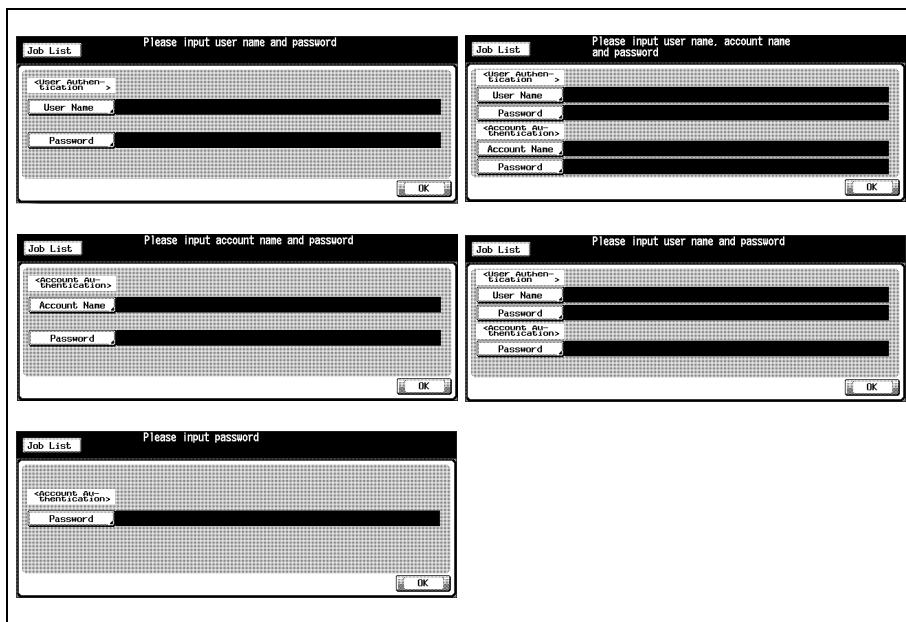 Job List
Please input user name and password
<User Authen-
tication >
User Name
Password
OK
Job List
Please input user name, account name
and password
<User Authen-
tication >
User Name
Password
<Account Au-
thentication>
Account Name
Password
OK
Job List
Please input account name and password
<Account Au-
thentication>
Account Name
Password
OK
Job List
Please input user name and password
<User Authen-
tication >
User Name
Password
<Account Au-
thentication>
Password
OK
Job List
Please input password
<Account Au-
thentication>
Password
OK